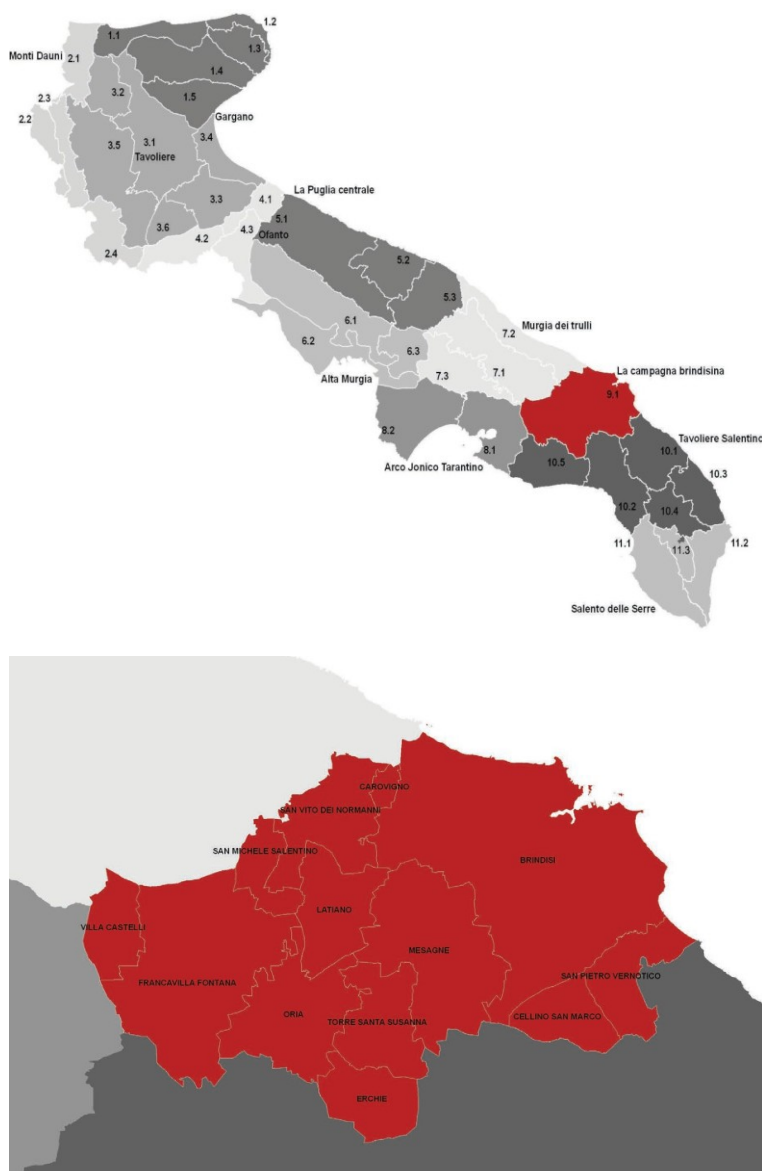 1.2
1.1
1.3
Monti Dauni
2.1
1.4
3.2
2.3
1.5
2.2
Gargano
3.4
3.5
3.1
Tavoliere
La Puglia centrale
3.3
4.1
5.1
3.6
4.3
Ofanto
4.2
2.4
5.2
5.3
6.1
Murgia dei trulli
7.2
6.2
6.3
7.1
La campagna brindisina
Alta Murgia
7.3
9.1
8.2
Tavoliere Salentino
8.1
10.1
Arco Jonico Tarantino
10.5
10.3
10.2
10.4
11.1
11.3
11.2
Salento delle Serre
CAROVIGNO
SAN VITO DEI NORMANNI
SAN MICHELE SALENTINO
BRINDISI
LATIANO
VILLA CASTELLI
MESAGNE
SAN PIETRO VERNOTICO
FRANCAVILLA FONTANA
ORIA
TORRE SANTA SUSANNA
CELLINO SAN MARCO
ERCHIE